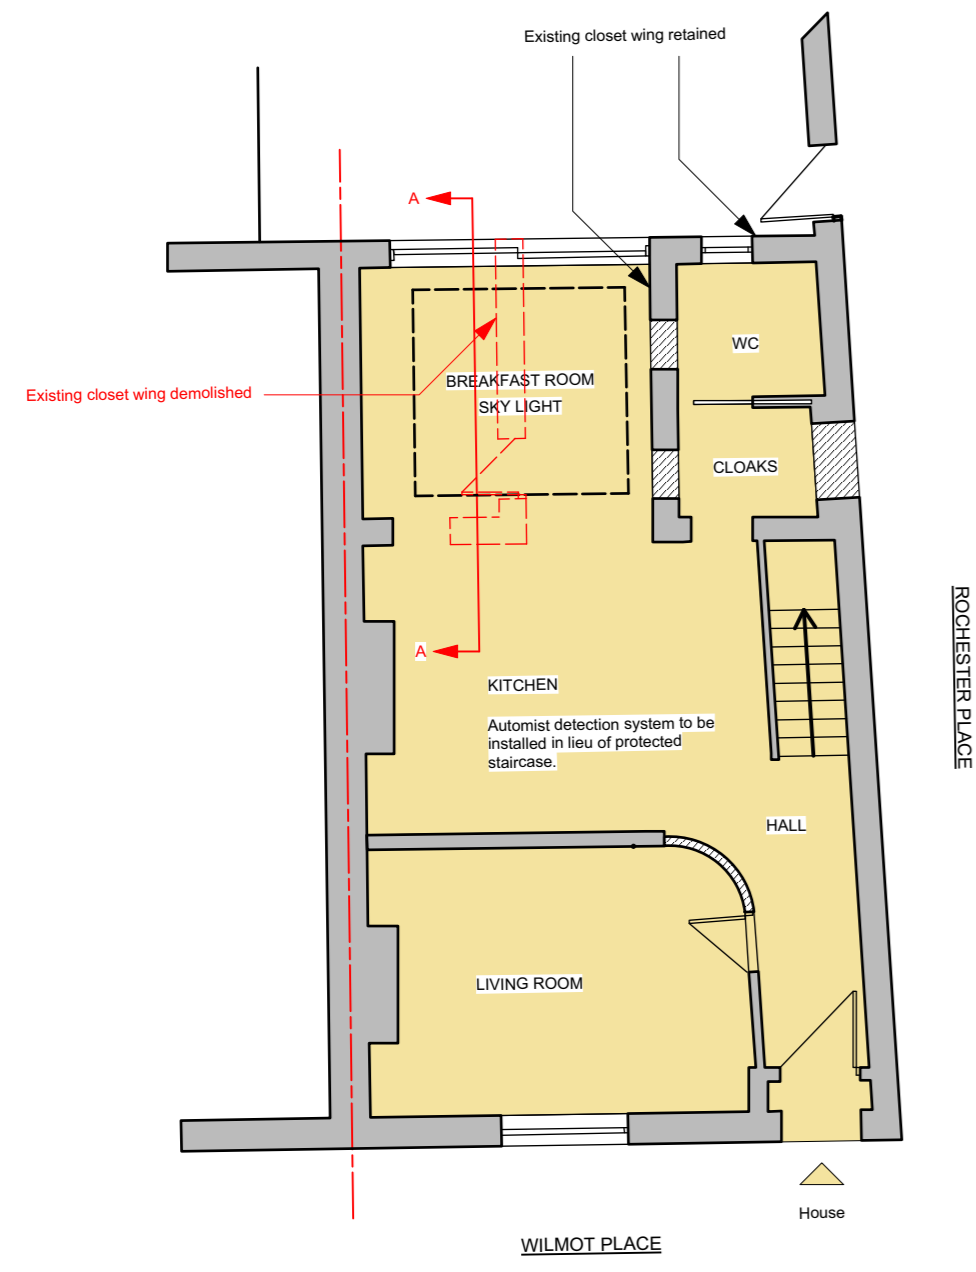 Existing closet wing retained
A
WC
Existing closet wing demolished
BREAKFAST ROOM
SKY LIGHT
CLOAKS
A
KITCHEN
Automist detection system to be
installed in lieu of protected
staircase.
ROCHESTER PLACE
HALL
LIVING ROOM
House
WILMOT PLACE